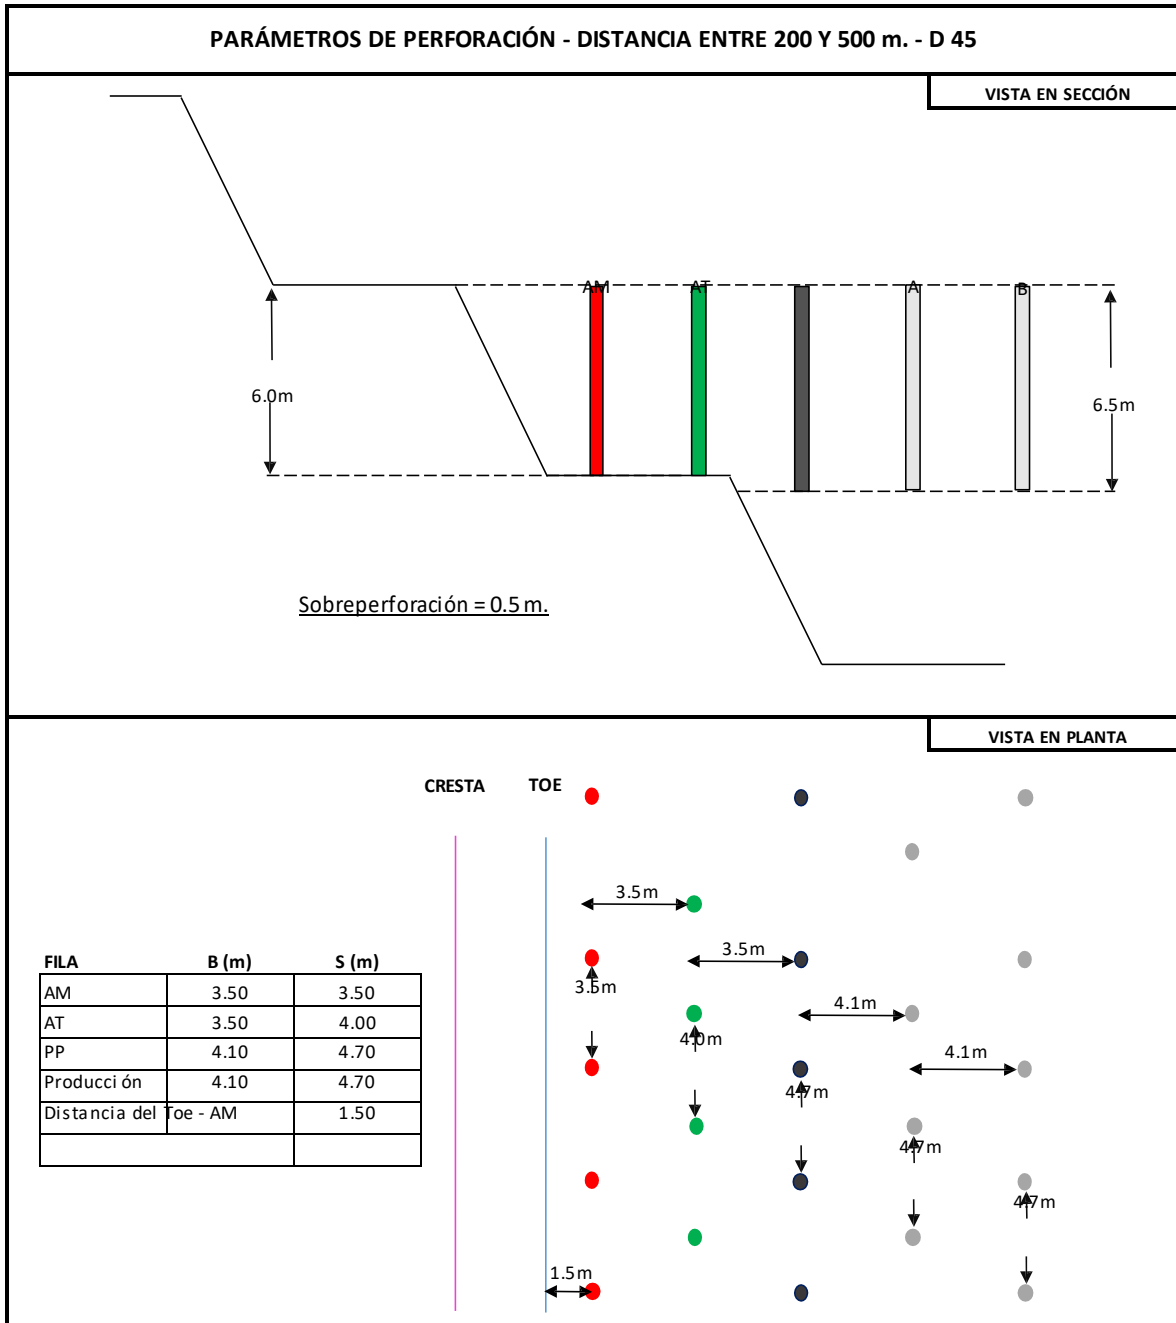 PARÁMETROS DE PERFORACIÓN - DISTANCIA ENTRE 200 Y 500 m. - D 45
VISTA EN SECCIÓN
AM AT A B
6.0m
6.5m
Sobreperforación = 0.5 m.
VISTA EN PLANTA
CRESTA TOE
3.5m
3.5m
3.5m
4.1m
4.0m
4.1m
4.7m
4.7m
4.7m
1.5m
FILA B (m) S (m)
AM 3.50 3.50
AT 3.50 4.00
PP 4.10 4.70
Producción 4.10 4.70
Distancia del Toe - AM 1.50